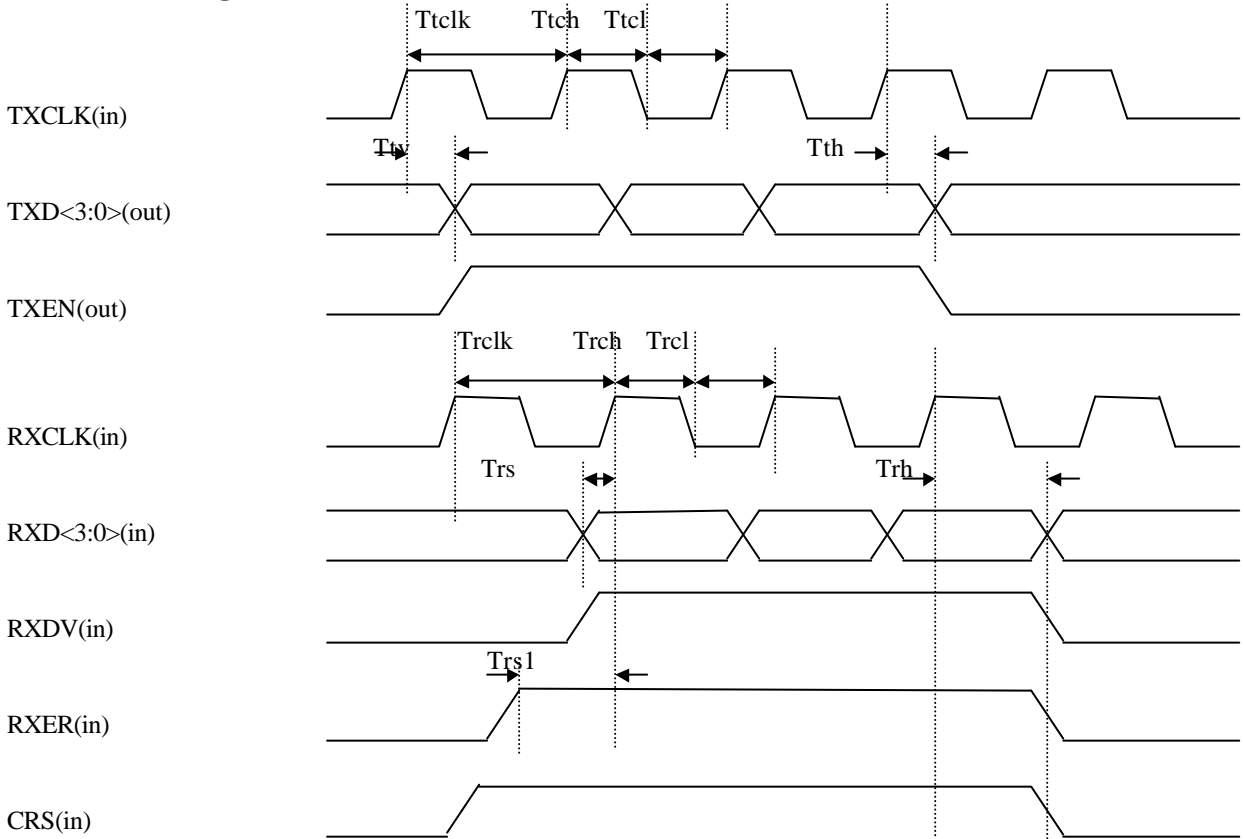 Ttclk Ttch Ttcl
TXCLK(in)
Ttv Tth
TXD<3:0>(out)
TXEN(out)
Trclk Trch Trcl
RXCLK(in)
Trs Trh
RXD<3:0>(in)
RXDV(in)
Trs1
RXER(in)
CRS(in)